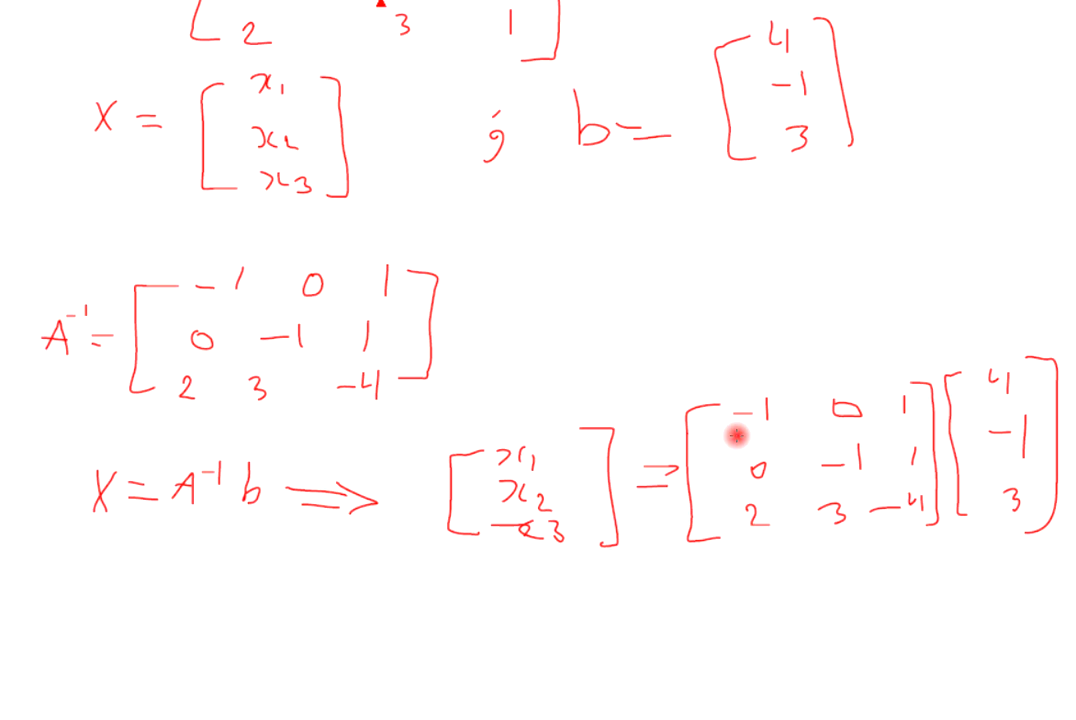 [ 2 3 1 ]
X = [ x₁ x₂ x₃ ] ; b = [ 4 -1 3 ]
A⁻¹ = [ -1 0 1
0 -1 1
2 3 -4 ]
X = A⁻¹ b ⟹ [ x₁ x₂ x₃ ] = [ -1 0 1
0 -1 1
2 3 -4 ] [ 4 -1 3 ]